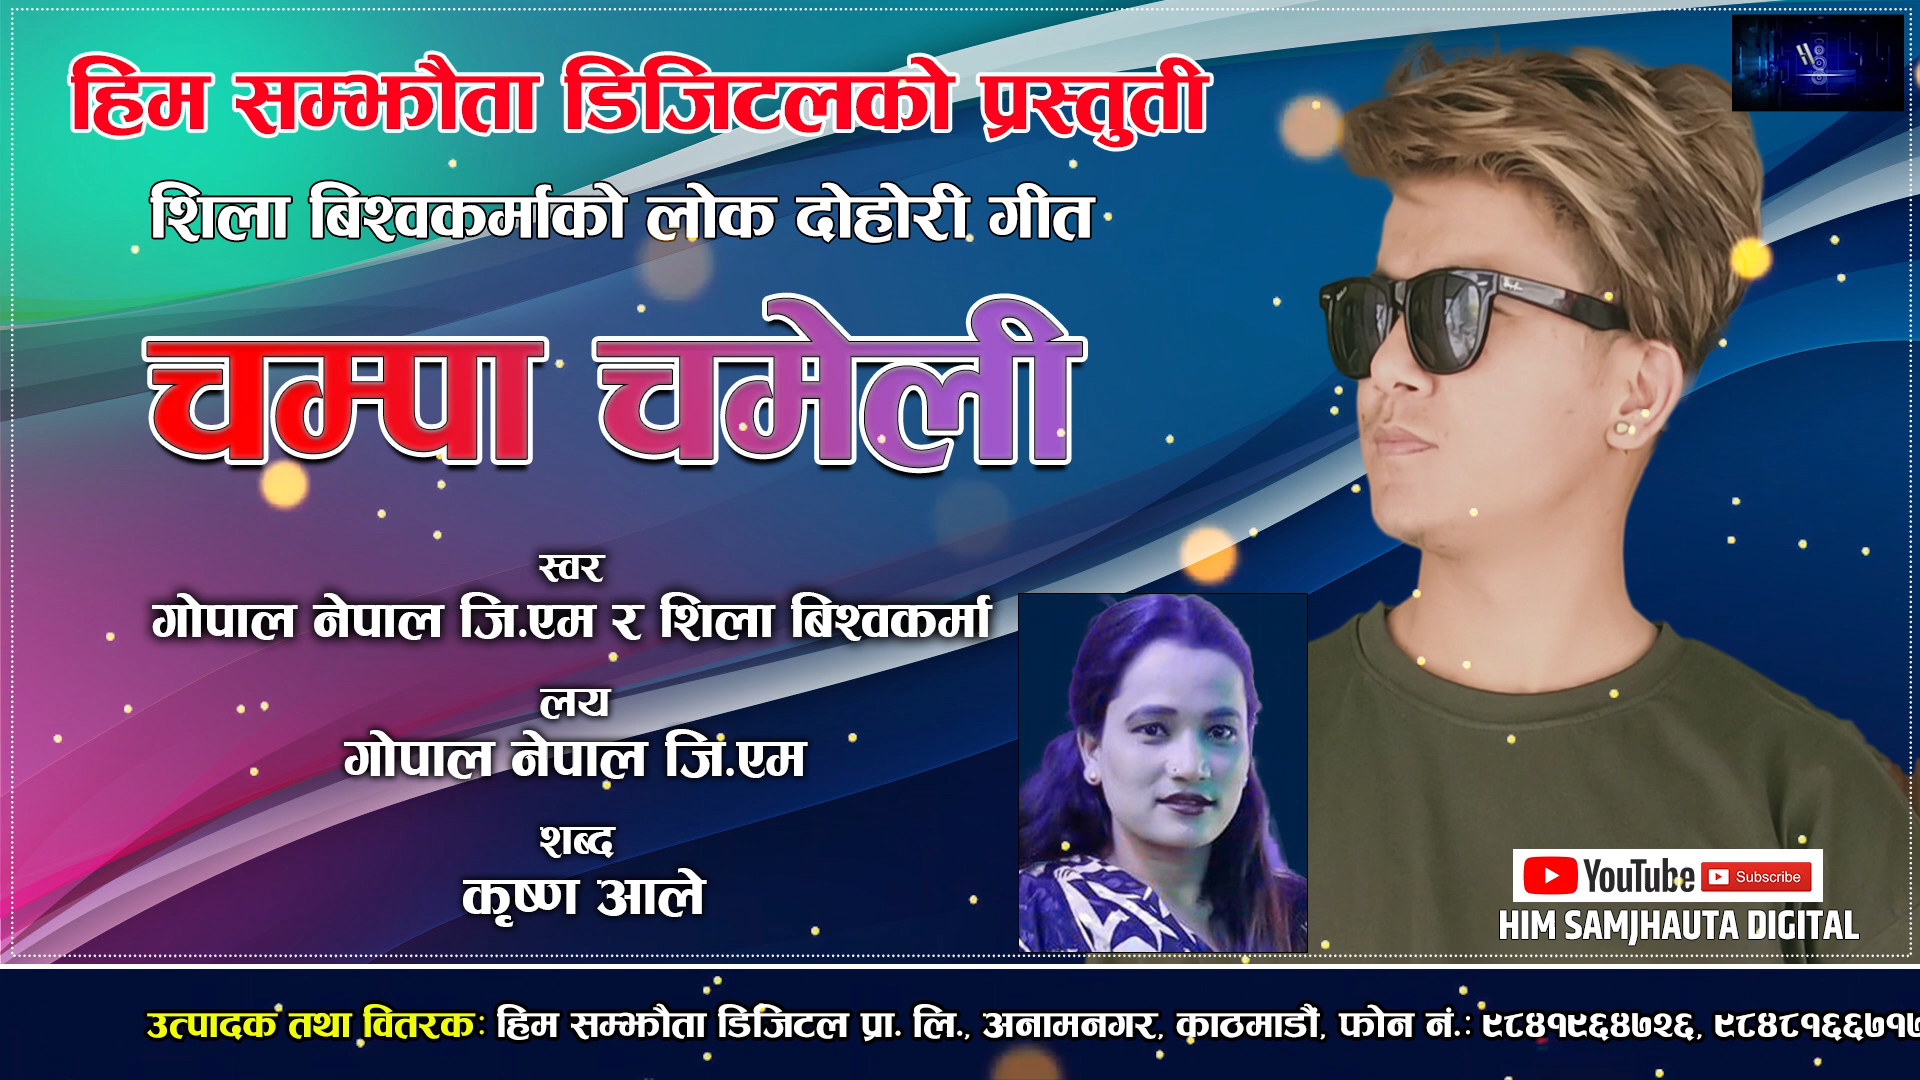 हिम सम्झौता डिजिटलको प्रस्तुती
शिला बिश्वकर्माको लोक दोहोरी गीत
चम्पा चमेली
स्वर
गोपाल नेपाल जि.एम र शिला बिश्वकर्मा
लय
गोपाल नेपाल जि.एम
शब्द
कृष्ण आले
YouTube Subscribe
HIM SAMJHAUTA DIGITAL
उत्पादक तथा वितरकः हिम सम्झौता डिजिटल प्रा. लि., अनामनगर, काठमाडौं, फोन नं.: ९८४१९६४७२६, ९८४८१६६७१७